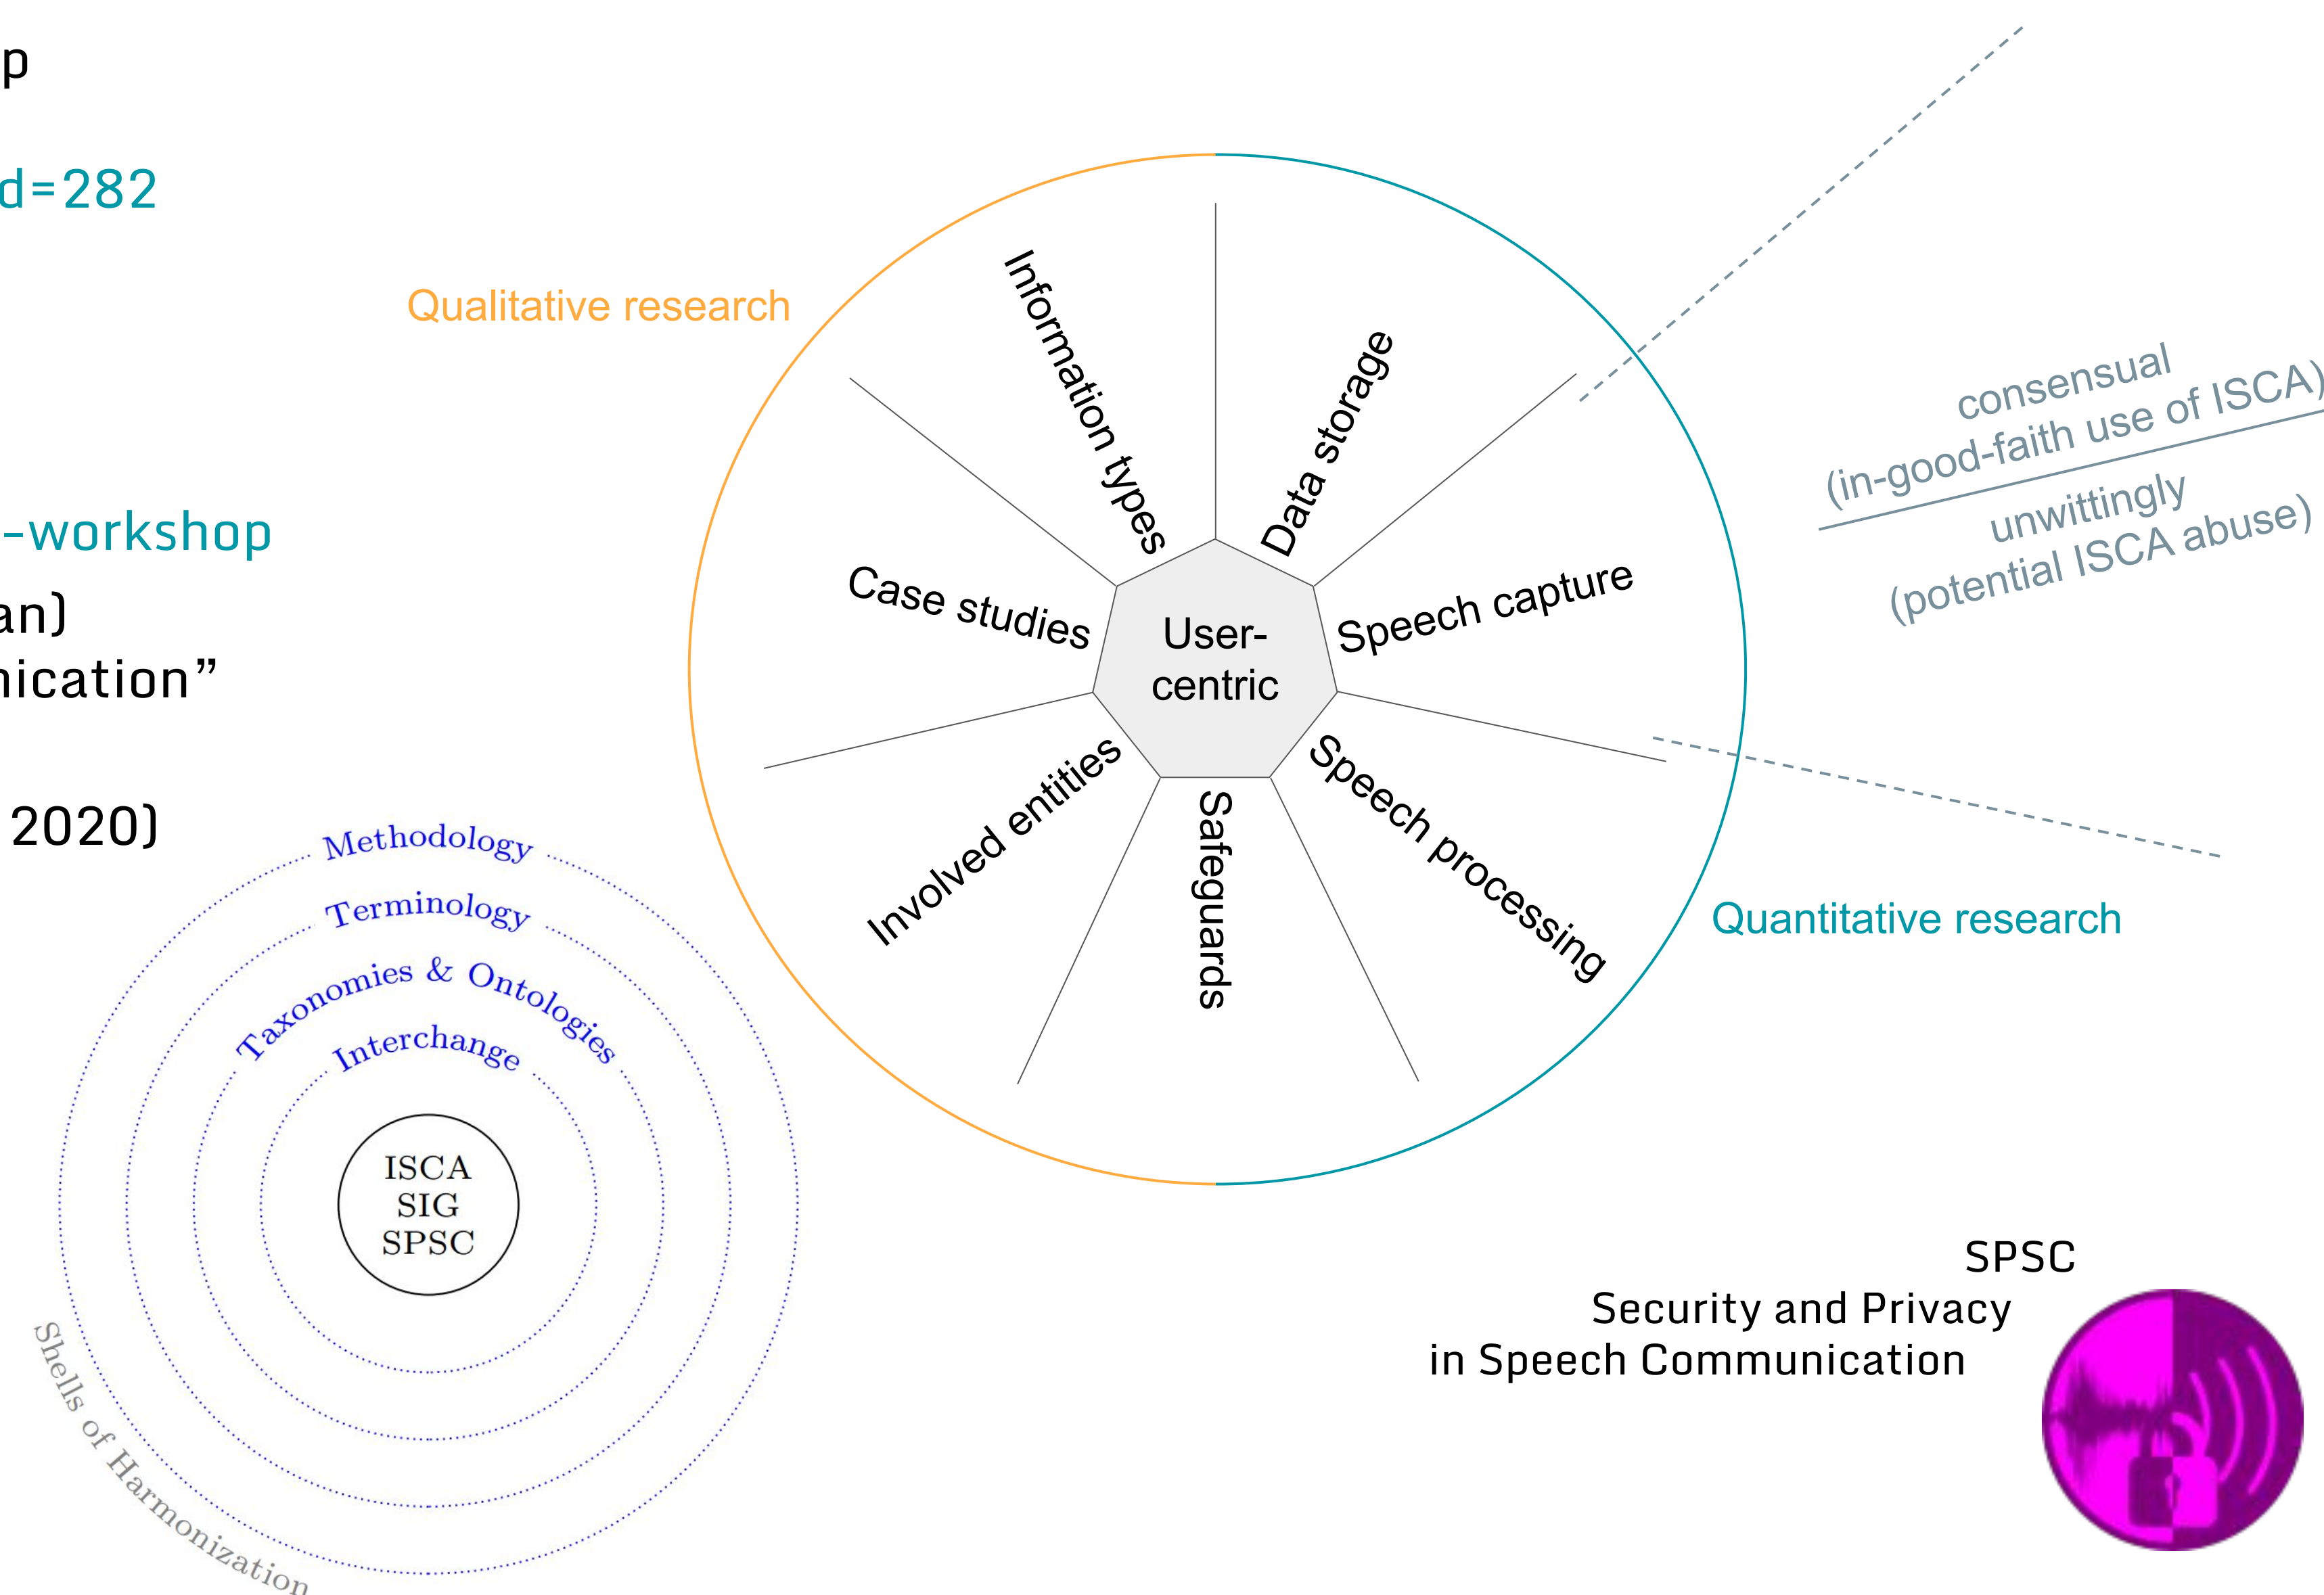 p
d=282
-workshop
an)
nication”
2020)
Qualitative research
Information types
Data storage
Case studies
Speech capture
User-
centric
Involved entities
Safeguards
Speech processing
consensual
(in-good-faith use of ISCA)
unwittingly
(potential ISCA abuse)
Quantitative research
Methodology
Terminology
Taxonomies & Ontologies
Interchange
ISCA
SIG
SPSC
Shells of Harmonization
SPSC
Security and Privacy
in Speech Communication